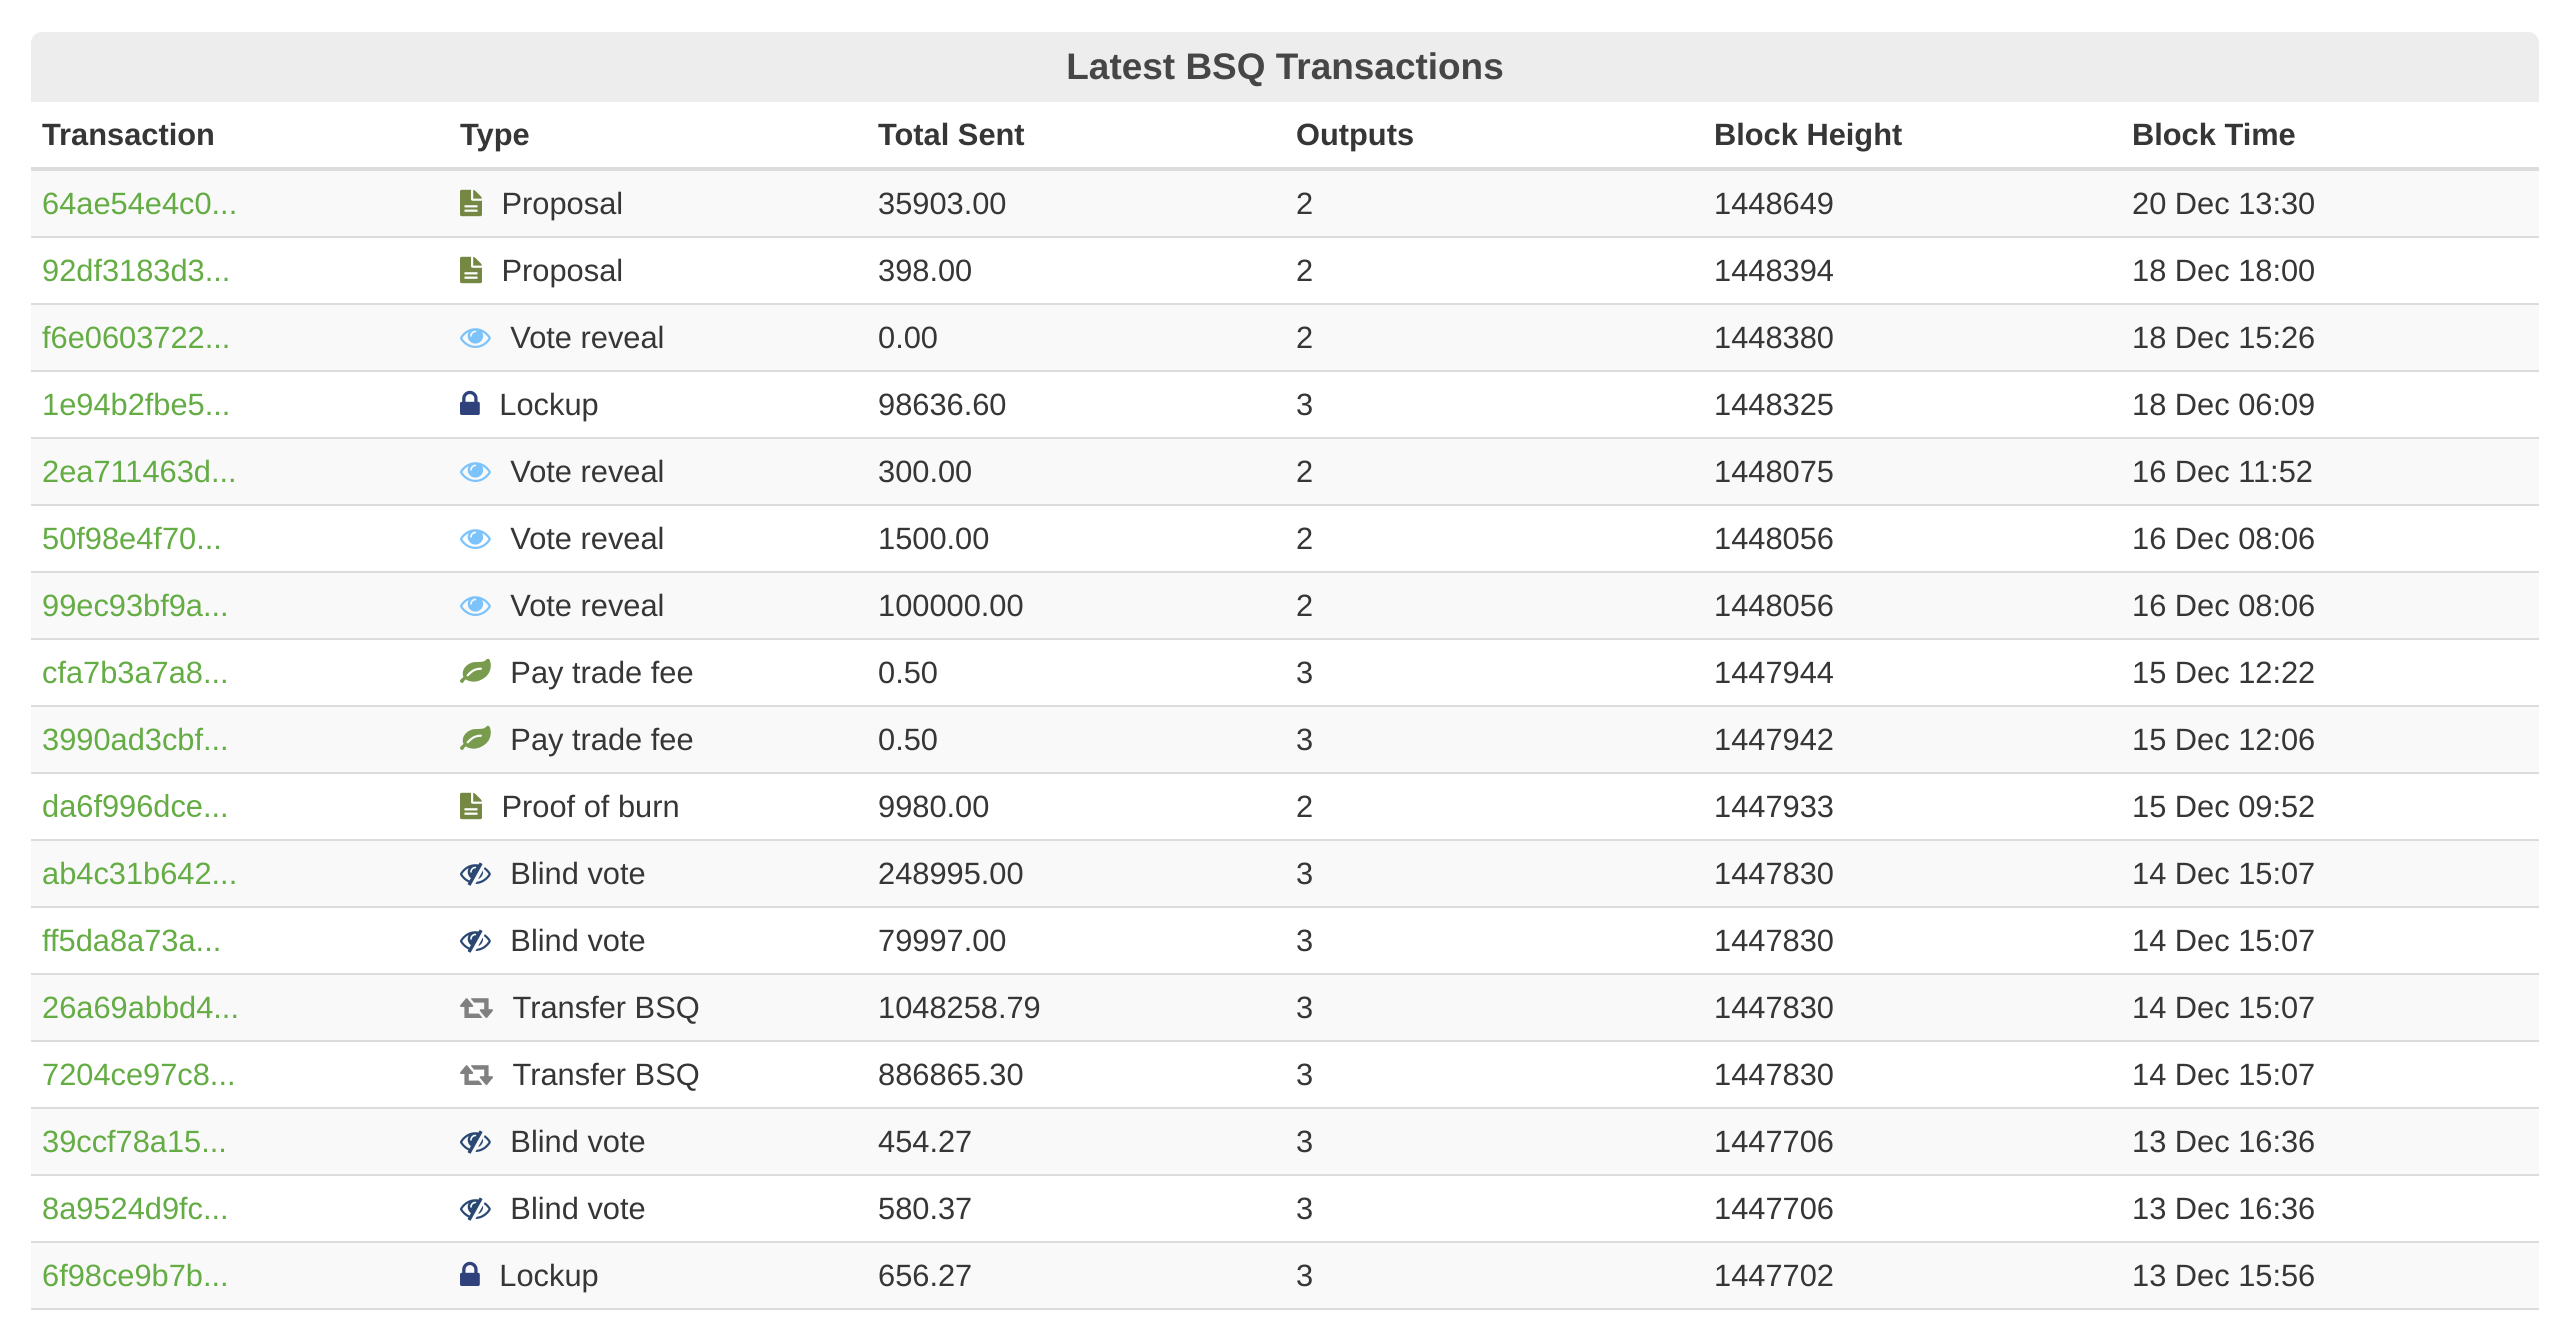 Latest BSQ Transactions
Transaction Type Total Sent Outputs Block Height Block Time
64ae54e4c0... Proposal 35903.00 2 1448649 20 Dec 13:30
92df3183d3... Proposal 398.00 2 1448394 18 Dec 18:00
f6e0603722... Vote reveal 0.00 2 1448380 18 Dec 15:26
1e94b2fbe5... Lockup 98636.60 3 1448325 18 Dec 06:09
2ea711463d... Vote reveal 300.00 2 1448075 16 Dec 11:52
50f98e4f70... Vote reveal 1500.00 2 1448056 16 Dec 08:06
99ec93bf9a... Vote reveal 100000.00 2 1448056 16 Dec 08:06
cfa7b3a7a8... Pay trade fee 0.50 3 1447944 15 Dec 12:22
3990ad3cbf... Pay trade fee 0.50 3 1447942 15 Dec 12:06
da6f996dce... Proof of burn 9980.00 2 1447933 15 Dec 09:52
ab4c31b642... Blind vote 248995.00 3 1447830 14 Dec 15:07
ff5da8a73a... Blind vote 79997.00 3 1447830 14 Dec 15:07
26a69abbd4... Transfer BSQ 1048258.79 3 1447830 14 Dec 15:07
7204ce97c8... Transfer BSQ 886865.30 3 1447830 14 Dec 15:07
39ccf78a15... Blind vote 454.27 3 1447706 13 Dec 16:36
8a9524d9fc... Blind vote 580.37 3 1447706 13 Dec 16:36
6f98ce9b7b... Lockup 656.27 3 1447702 13 Dec 15:56